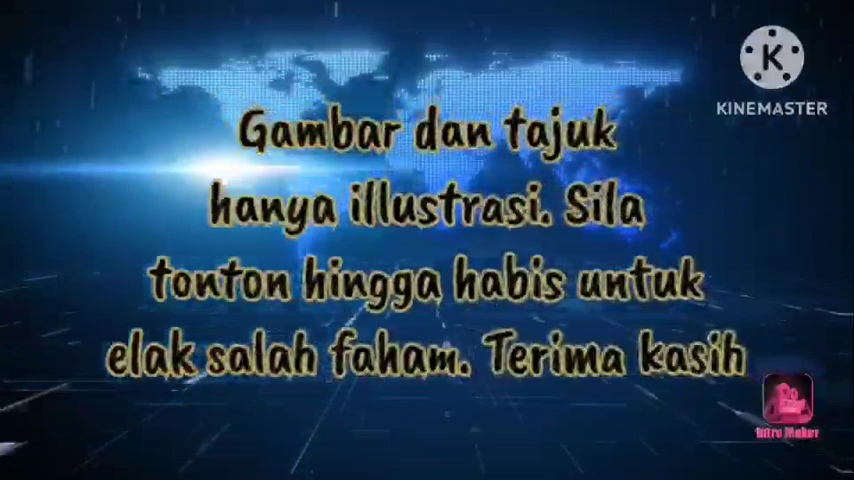 KINEMASTER
Gambar dan tajuk
hanya illustrasi. Sila
tonton hingga habis untuk
elak salah faham. Terima kasih
Intro Maker